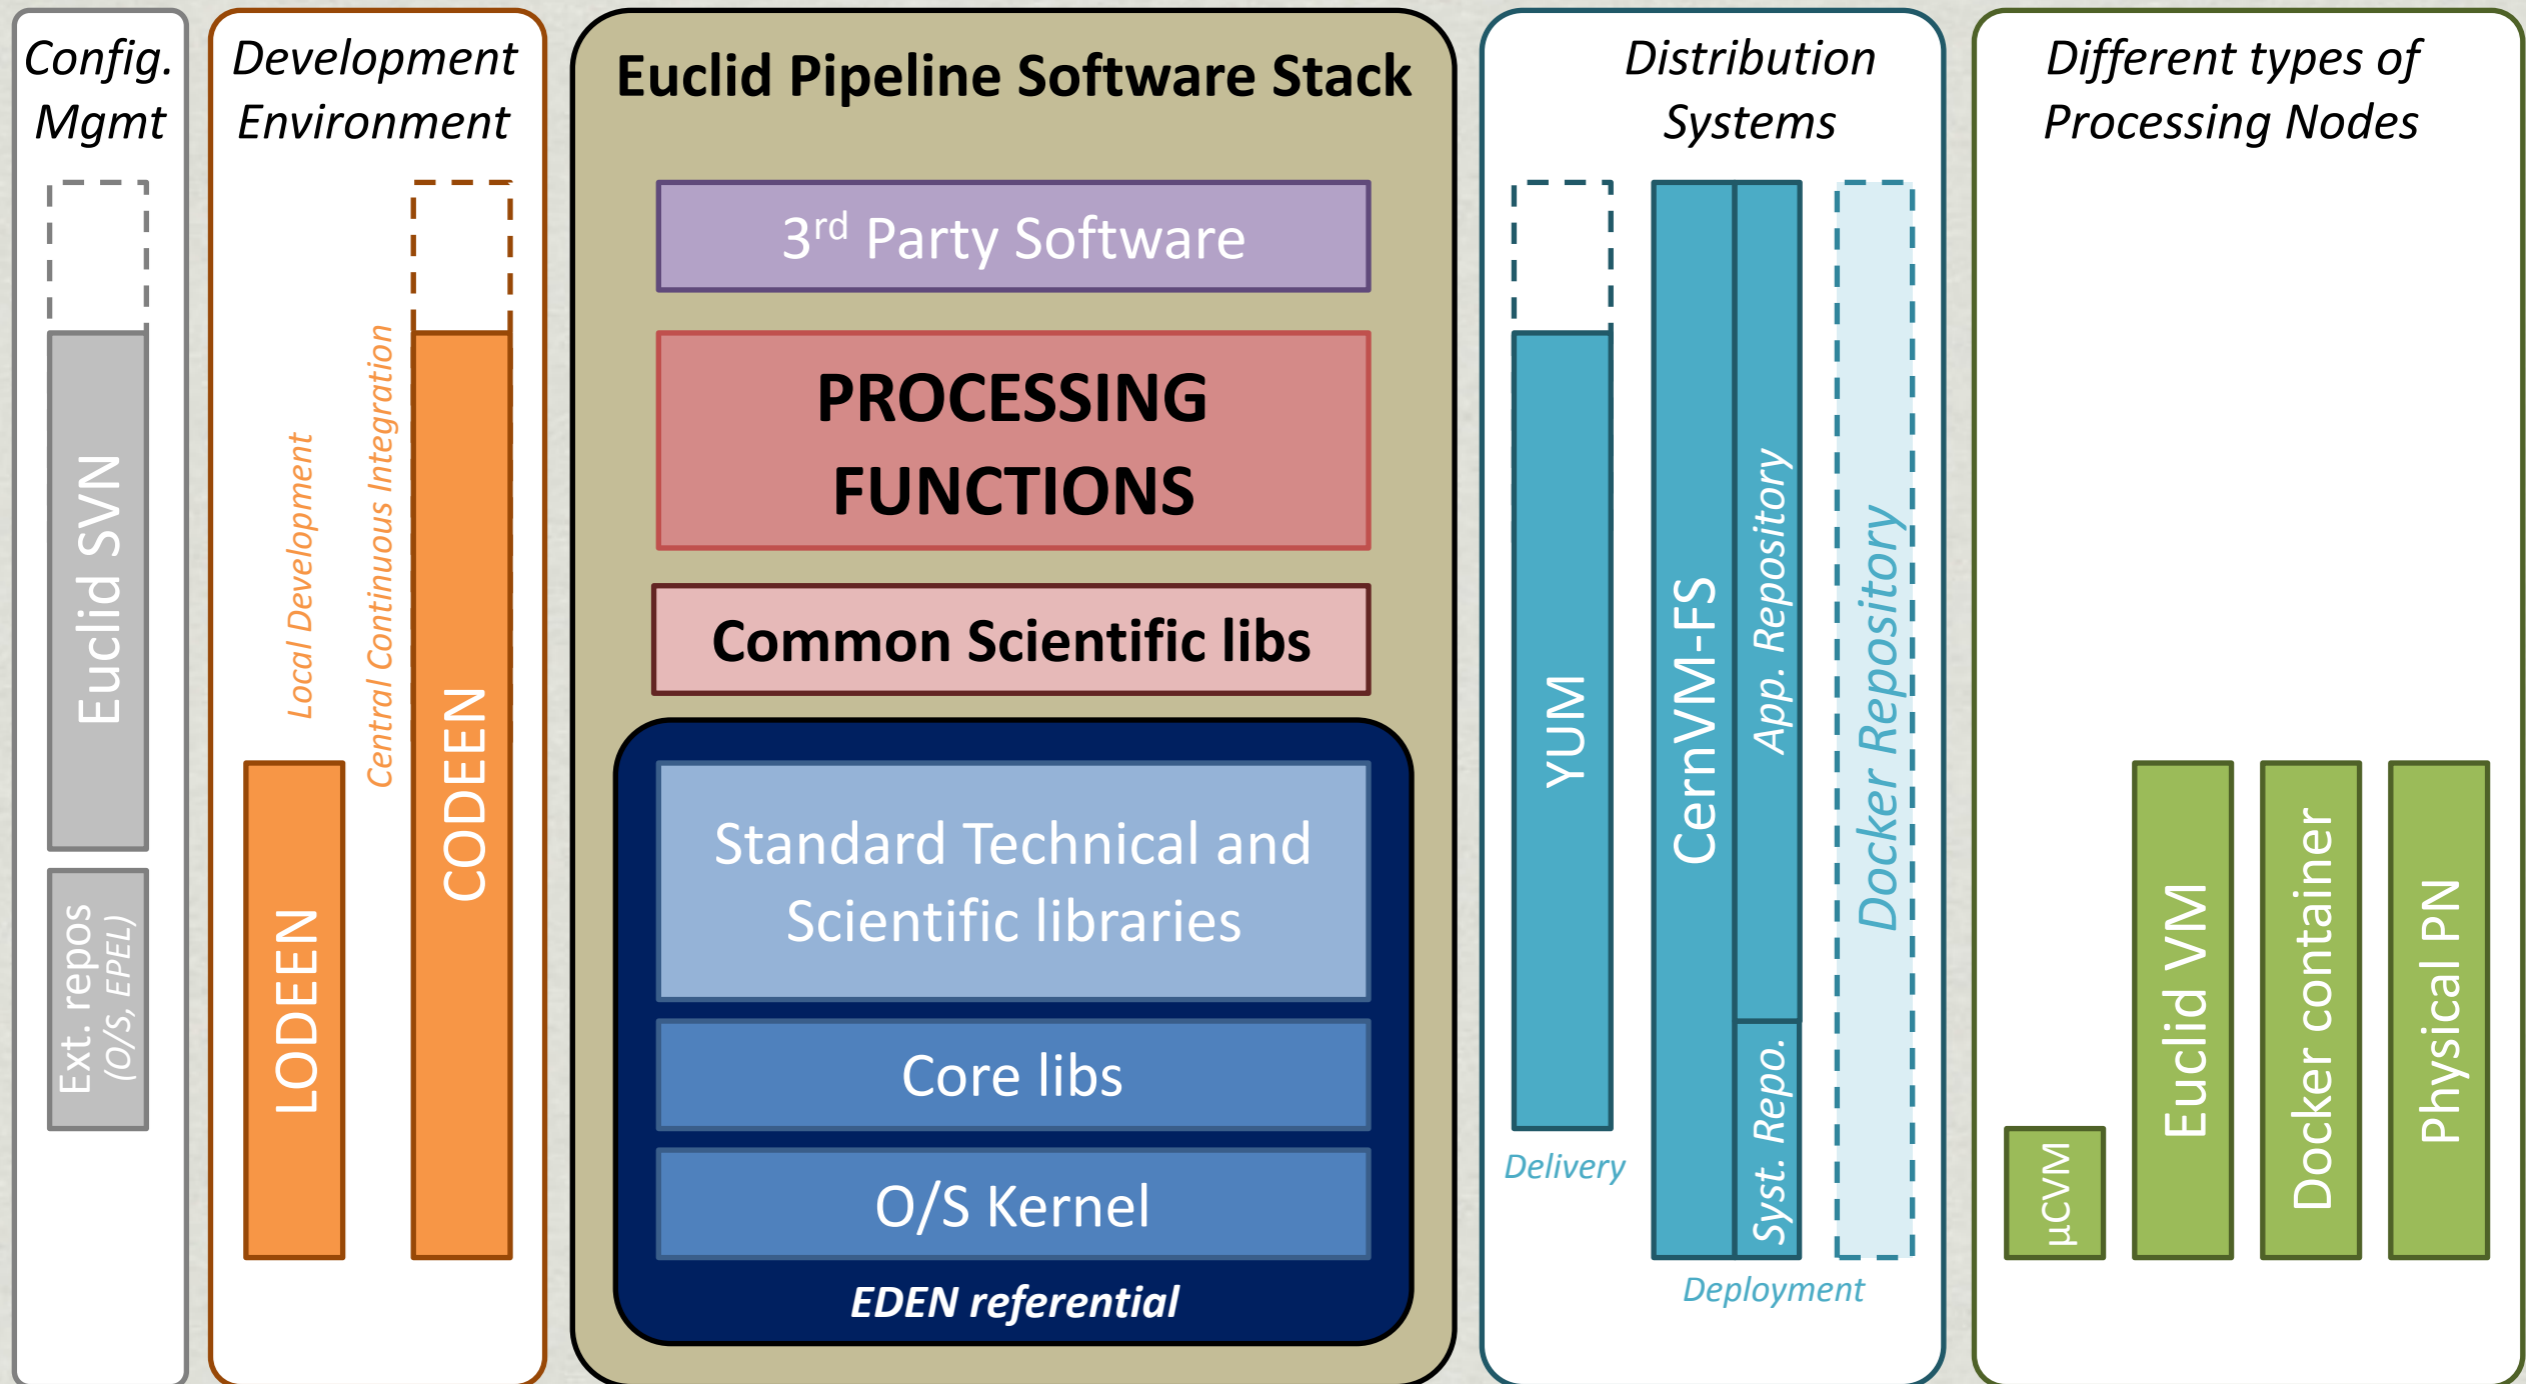 Config.
Mgmt
Euclid SVN
Ext. repos
(O/S, EPEL)
Development
Environment
Local Development
LODEEN
Central Continuous Integration
CODEEN
Euclid Pipeline Software Stack
3rd Party Software
PROCESSING
FUNCTIONS
Common Scientific libs
Standard Technical and
Scientific libraries
Core libs
O/S Kernel
EDEN referential
Distribution
Systems
YUM
Delivery
CernVM-FS
App. Repository
Syst. Repo.
Docker Repository
Deployment
Different types of
Processing Nodes
µCVM
Euclid VM
Docker container
Physical PN